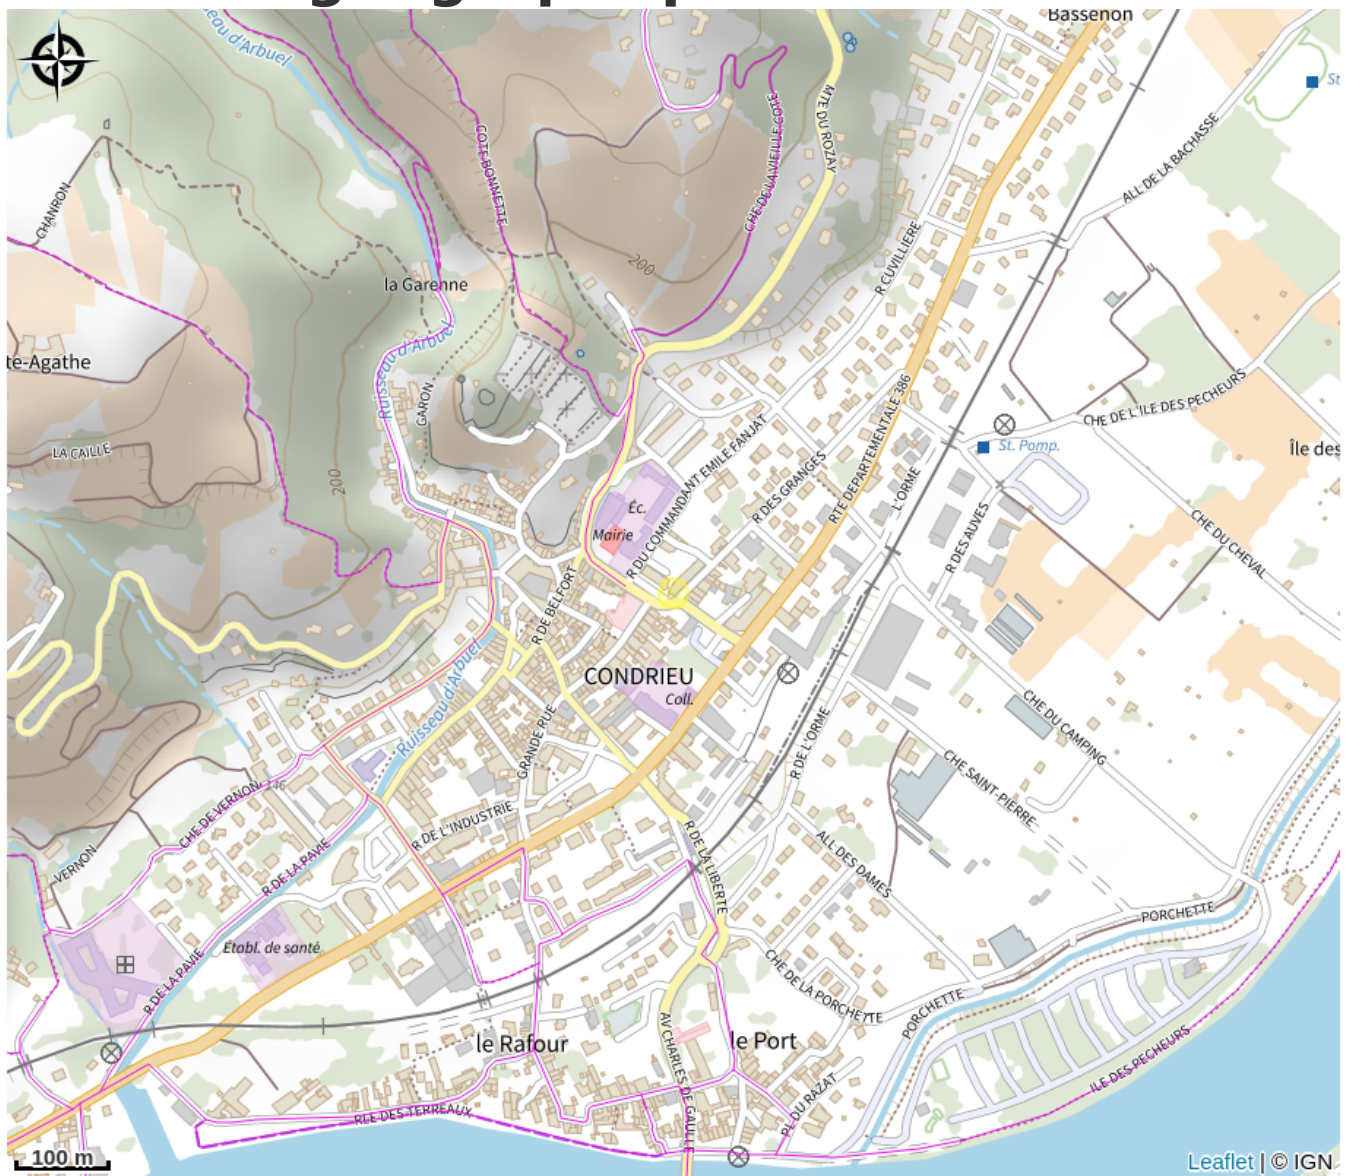 Bassenon
St
eau d'Arbuel
MTE DU ROZAY
CHE DE LA VIEILLE COTE
COTE BONNETTE
ALL DE LA BACHASSE
CHANRON
R CUVILLIERE
200
la Garenne
Ruisseau d'Arbuel
te-Agathe
GARON
RTE DEPARTEMENTALE 386
CHE DE L'ILE DES PECHEURS
LA CAILLE
200
R DU COMMANDANT EMILE FANJAT
R DES GRANGES
L'ORME
St. Pomp.
Île des
Éc.
Mairie
R DES AUVES
CHE DU CHEVAL
R DE BELFORT
CONDRIEU
Coll.
Ruisseau d'Arbuel
GRANDE RUE
R DE L'ORME
CHE DU CAMPING
CHE SAINT-PIERRE
146
CHE DE VERNON
R DE L'INDUSTRIE
VERNON
R DE LA PAVIE
R DE LA LIBERTE
ALL DES DAMES
PORCHETTE
Établ. de santé
R DE LA PAVIE
CHE DE LA PORCHETTE
PORCHETTE
le Rafour
le Port
AV CHARLES DE GAULLE
ILE DES PECHEURS
RLE DES TERREAUX
PL DU RAZAT
100 m
Leaflet | © IGN